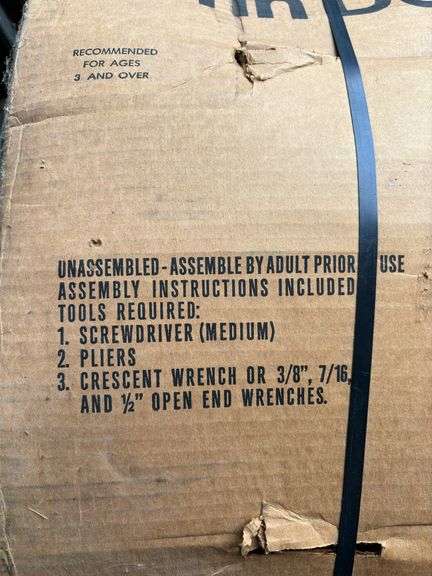 RECOMMENDED
FOR AGES
3 AND OVER
UNASSEMBLED - ASSEMBLE BY ADULT PRIOR USE
ASSEMBLY INSTRUCTIONS INCLUDED
TOOLS REQUIRED:
1. SCREWDRIVER (MEDIUM)
2. PLIERS
3. CRESCENT WRENCH OR 3/8", 7/16,
AND ½" OPEN END WRENCHES.